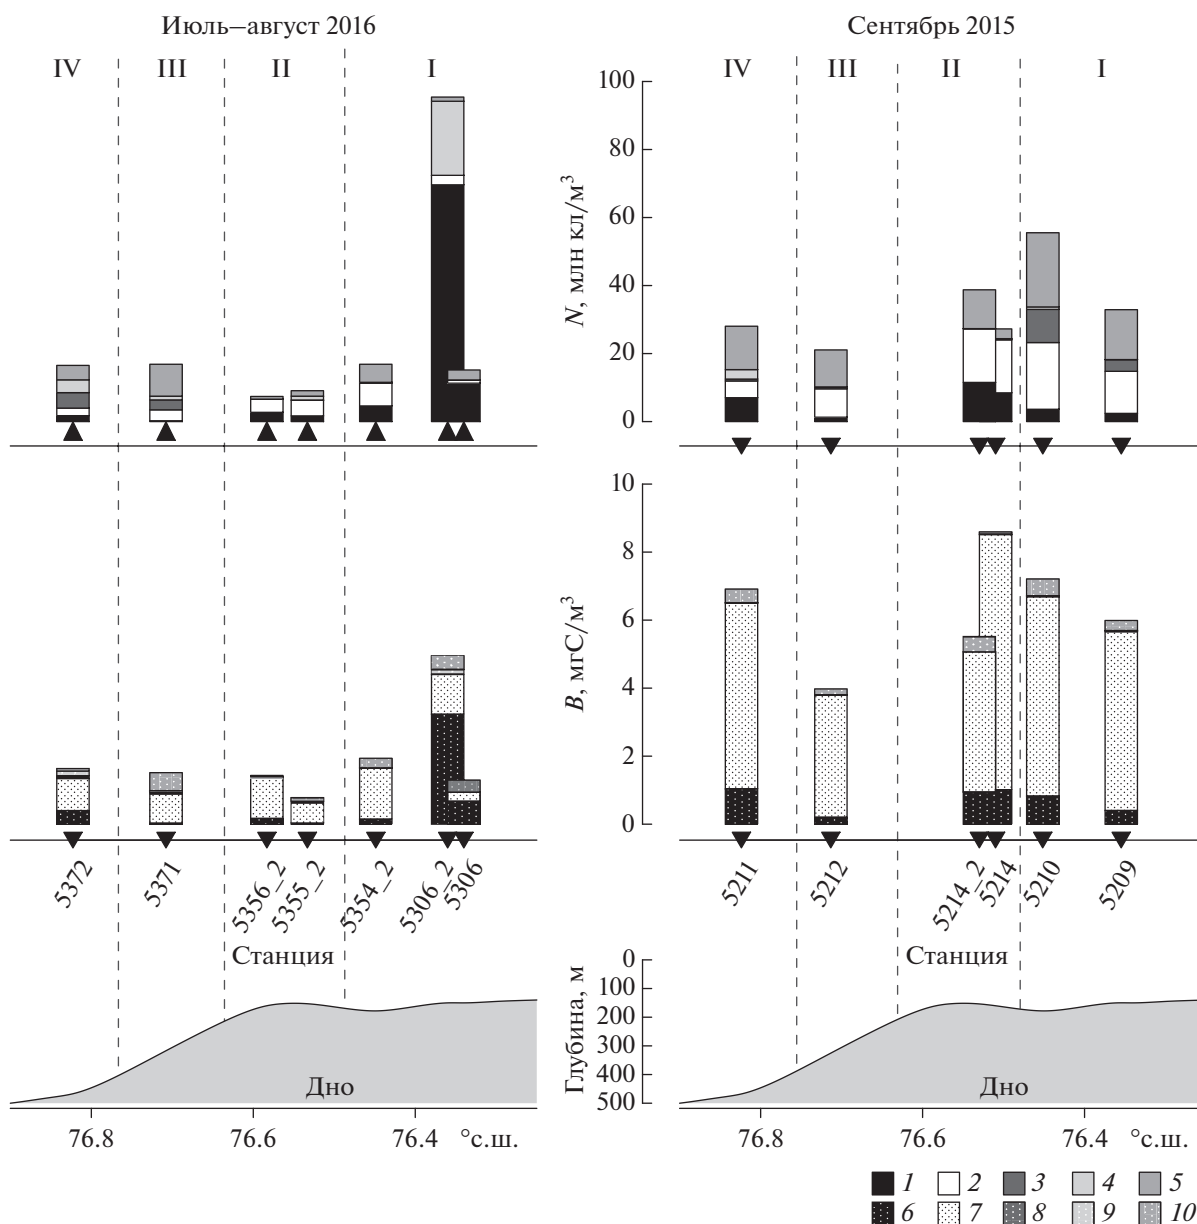 Июль–август 2016
Сентябрь 2015
IV III II I
IV III II I
100
80
60
40
20
0
N, млн кл/м³
10
8
6
4
2
0
B, мгС/м³
5372 5371 5356_2 5355_2 5354_2 5306_2 5306
5211 5212 5214_2 5214 5210 5209
Станция
Станция
0
100
200
300
400
500
Глубина, м
Дно
Дно
76.8 76.6 76.4 °с.ш.
76.8 76.6 76.4 °с.ш.
1 2 3 4 5
6 7 8 9 10